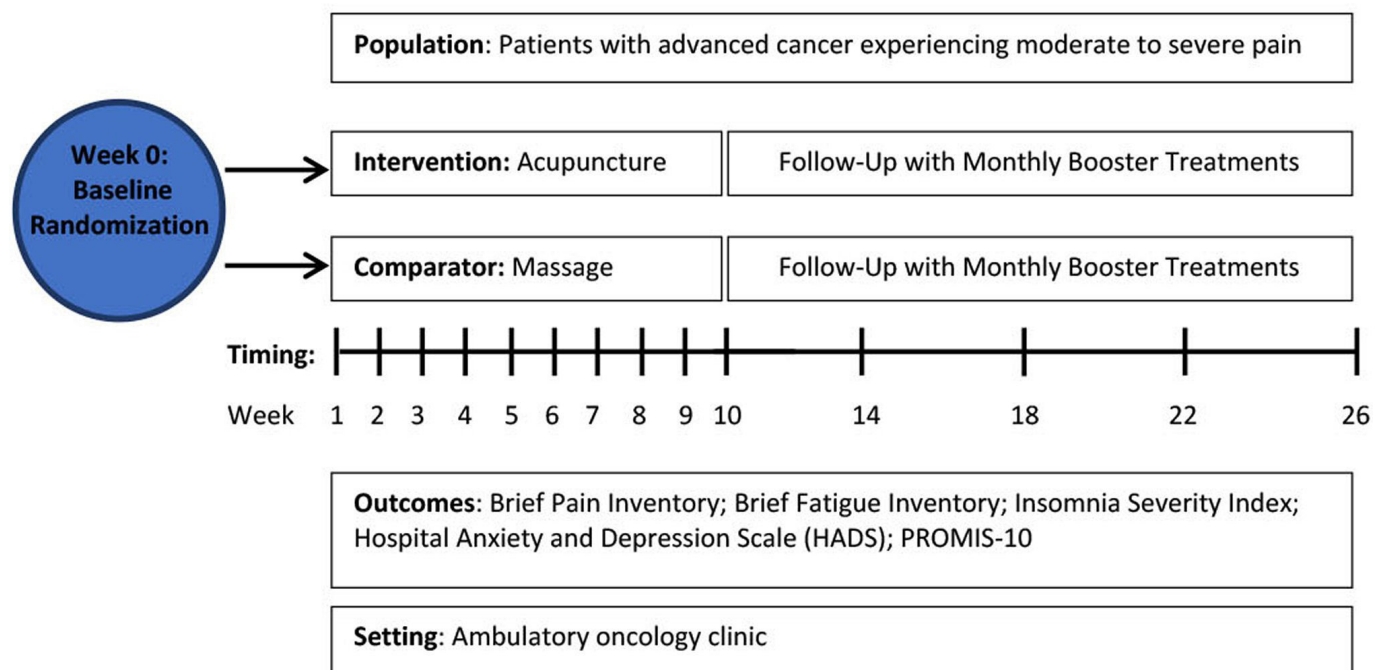 Population: Patients with advanced cancer experiencing moderate to severe pain
Week 0:
Baseline
Randomization
Intervention: Acupuncture
Follow-Up with Monthly Booster Treatments
Comparator: Massage
Follow-Up with Monthly Booster Treatments
Timing:
Week 1 2 3 4 5 6 7 8 9 10 14 18 22 26
Outcomes: Brief Pain Inventory; Brief Fatigue Inventory; Insomnia Severity Index;
Hospital Anxiety and Depression Scale (HADS); PROMIS-10
Setting: Ambulatory oncology clinic